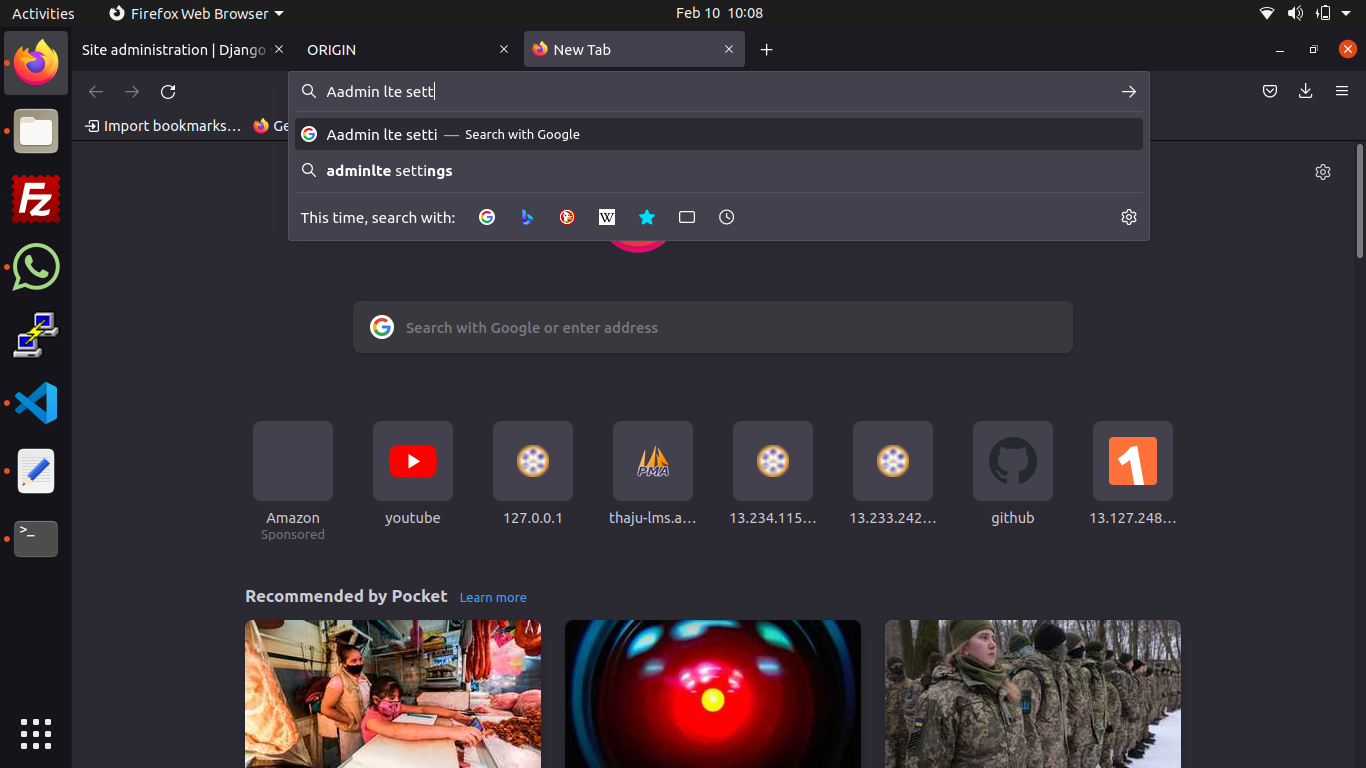 Activities
Firefox Web Browser
Feb 10 10:08
Site administration | Django
ORIGIN
New Tab
Aadmin lte sett
Import bookmarks…
Ge
Aadmin lte setti — Search with Google
adminlte settings
This time, search with:
W
Search with Google or enter address
PMA
1
Amazon
Sponsored
youtube
127.0.0.1
thaju-lms.a…
13.234.115…
13.233.242…
github
13.127.248…
Recommended by Pocket
Learn more
Fz
>_